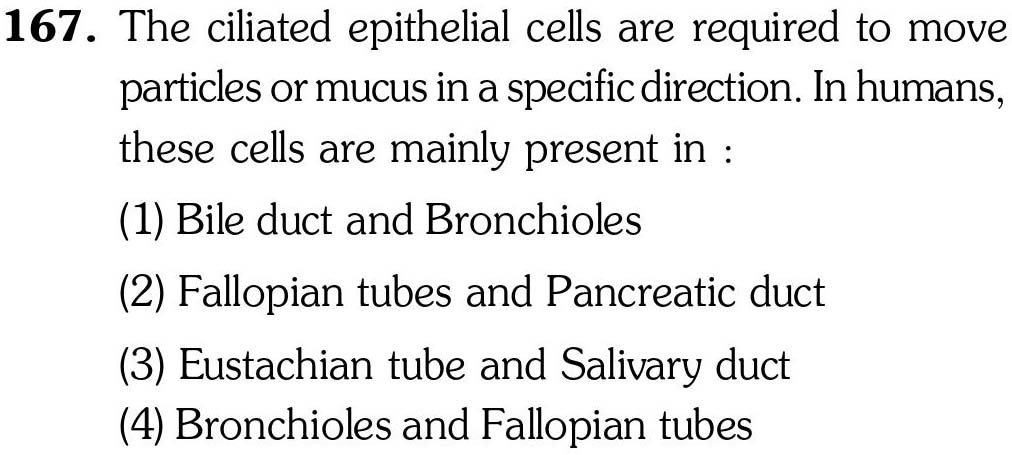 167. The ciliated epithelial cells are required to move
particles or mucus in a specific direction. In humans,
these cells are mainly present in :
(1) Bile duct and Bronchioles
(2) Fallopian tubes and Pancreatic duct
(3) Eustachian tube and Salivary duct
(4) Bronchioles and Fallopian tubes